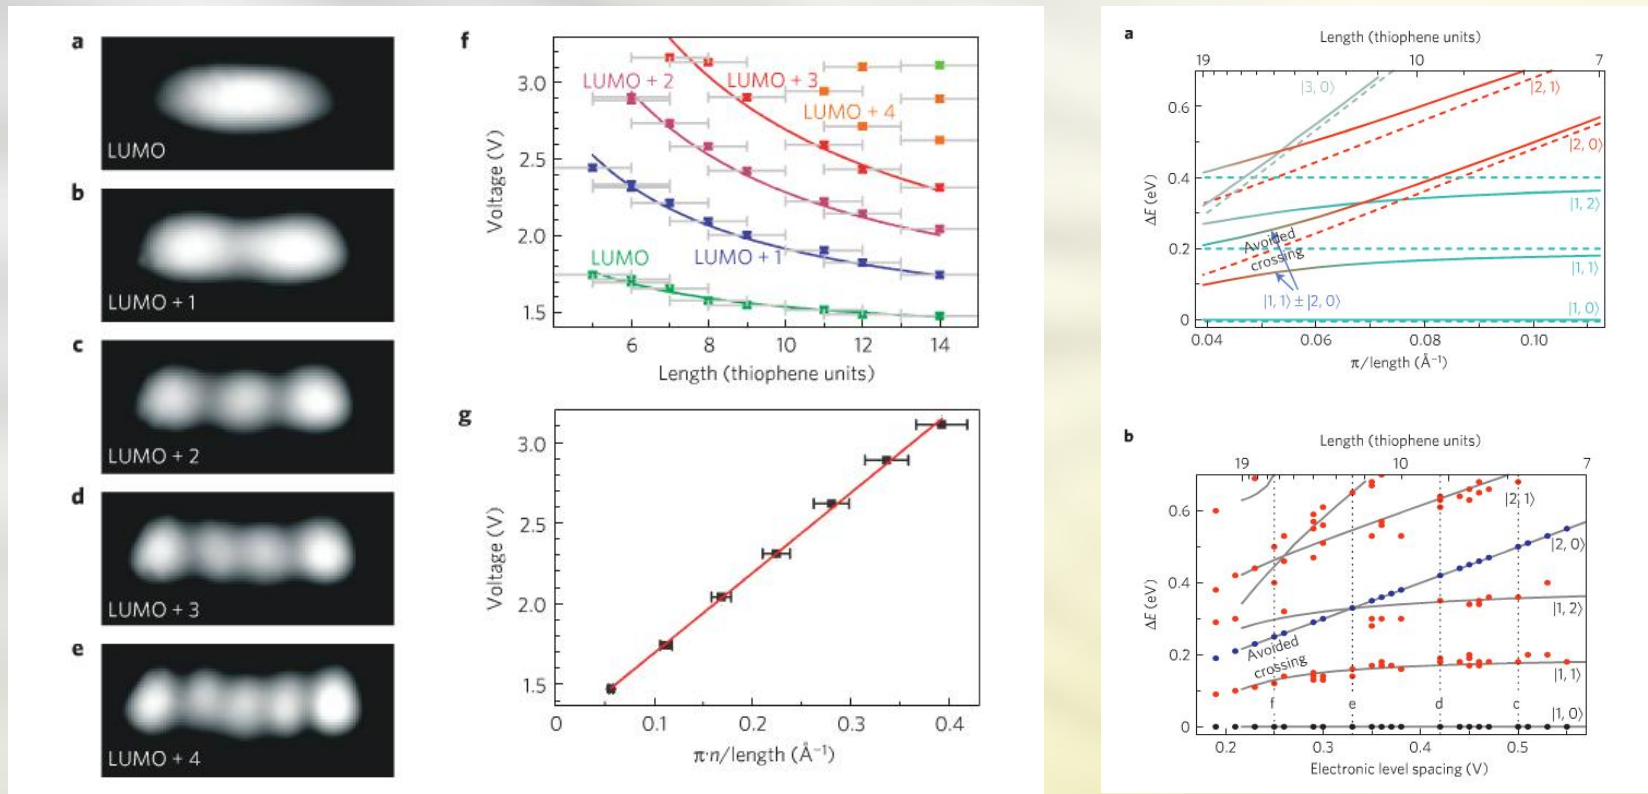 a
LUMO
b
LUMO + 1
c
LUMO + 2
d
LUMO + 3
e
LUMO + 4
f
Voltage (V)
3.0
2.5
2.0
1.5
LUMO + 2
LUMO + 3
LUMO + 4
LUMO
LUMO + 1
6 8 10 12 14
Length (thiophene units)
g
Voltage (V)
3.0
2.5
2.0
1.5
0 0.1 0.2 0.3 0.4
π·n/length (Å⁻¹)
a
Length (thiophene units)
19 10 7
ΔE (eV)
0.6
0.4
0.2
0
|3, 0⟩
|2, 1⟩
|2, 0⟩
|1, 2⟩
Avoided
crossing
|1, 1⟩
|1, 1⟩ ± |2, 0⟩
|1, 0⟩
0.04 0.06 0.08 0.10
π/length (Å⁻¹)
b
Length (thiophene units)
19 10 7
ΔE (eV)
0.6
0.4
0.2
0
|2, 1⟩
|2, 0⟩
|1, 2⟩
Avoided
crossing
|1, 1⟩
f e d c
|1, 0⟩
0.2 0.3 0.4 0.5
Electronic level spacing (V)